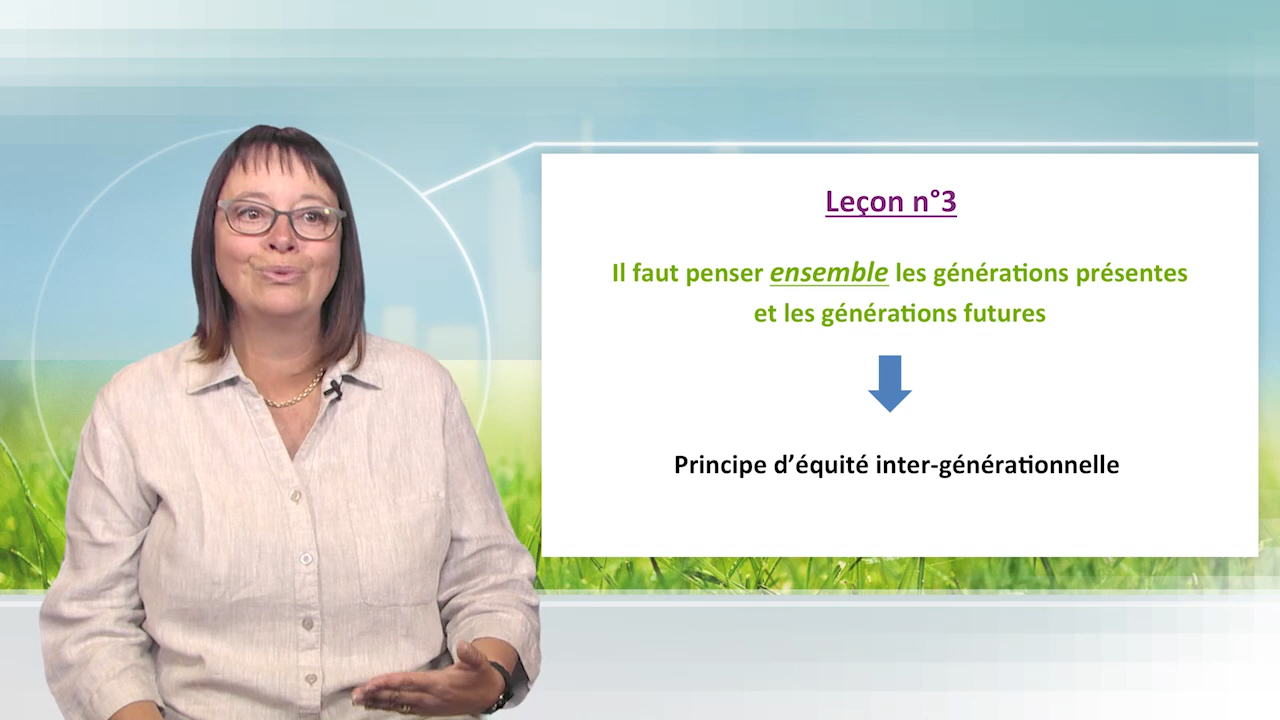 Leçon n°3
Il faut penser ensemble les générations présentes
et les générations futures
Principe d’équité inter-générationnelle